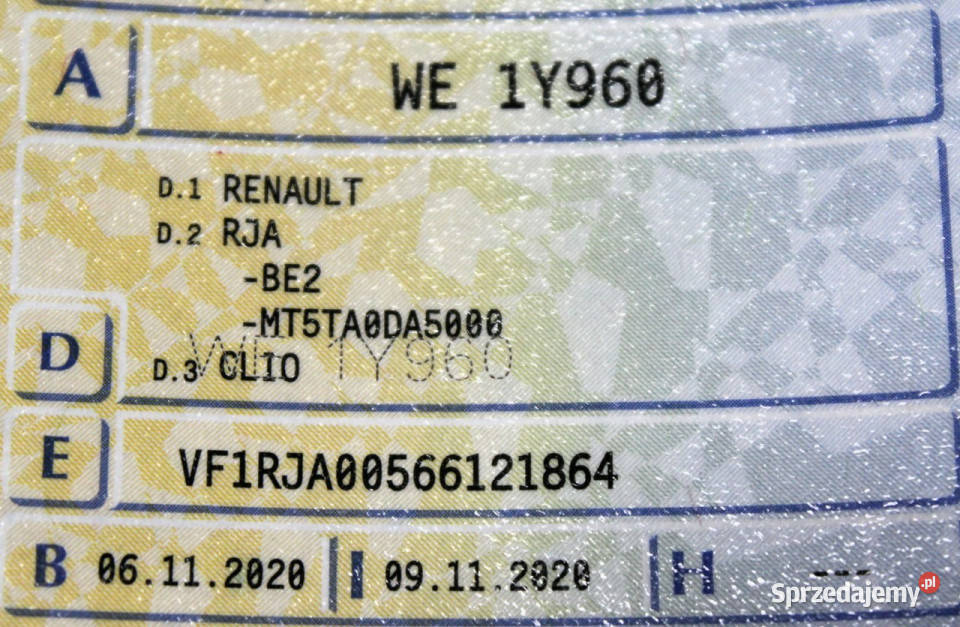 A WE 1Y960
D.1 RENAULT
D.2 RJA
-BE2
-MT5TA0DA5000
WE 1Y960
D D.3 CLIO
E VF1RJA00566121864
B 06.11.2020 I 09.11.2020 H ---
Sprzedajemy.pl